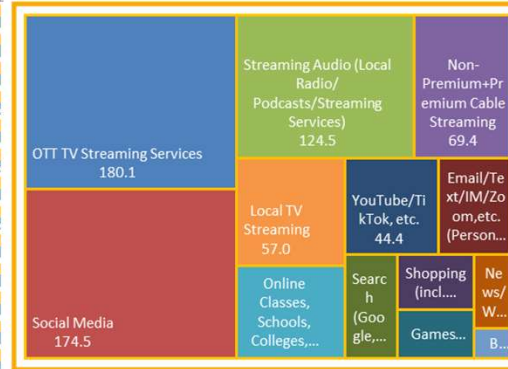 OTT TV Streaming Services
180.1
Social Media
174.5
Streaming Audio (Local
Radio/
Podcasts/Streaming
Services)
124.5
Non-
Premium+Pr
emium Cable
Streaming
69.4
Local TV
Streaming
57.0
Online
Classes,
Schools,
Colleges,...
YouTube/Ti
kTok, etc.
44.4
Email/Te
xt/IM/Zo
om,etc.
(Person...
Searc
h
(Goo
gle,...
Shopping
(incl....
Games...
Ne
ws/
W...
B...